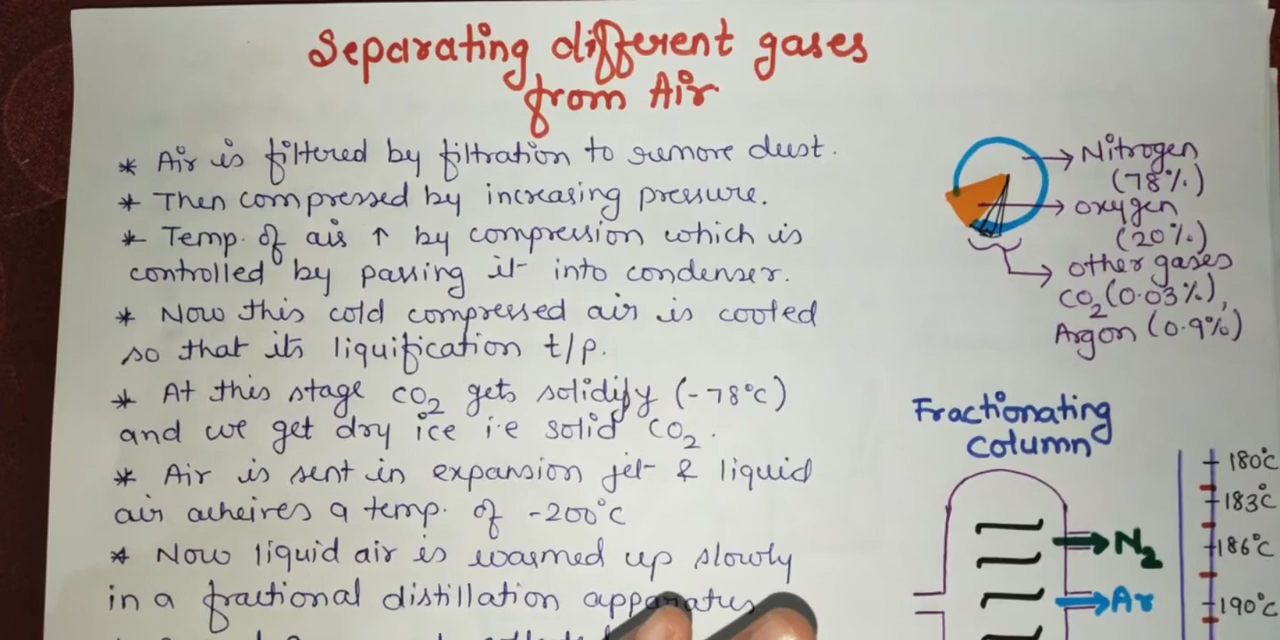 Separating different gases
from Air
* Air is filtered by filtration to remove dust.
* Then compressed by increasing pressure.
* Temp. of air ↑ by compression which is
controlled by passing it into condenser.
* Now this cold compressed air is cooled
so that its liquification t/p.
* At this stage CO2 gets solidify (-78°C)
and we get dry ice i.e solid CO2.
* Air is sent in expansion jet & liquid
air acheives a temp. of -200°C
* Now liquid air is warmed up slowly
in a fractional distillation apparatus
Nitrogen
(78%)
oxygen
(20%)
other gases
CO2 (0.03%),
Argon (0.9%)
Fractionating
Column
N2
Ar
180°C
183°C
186°C
190°C